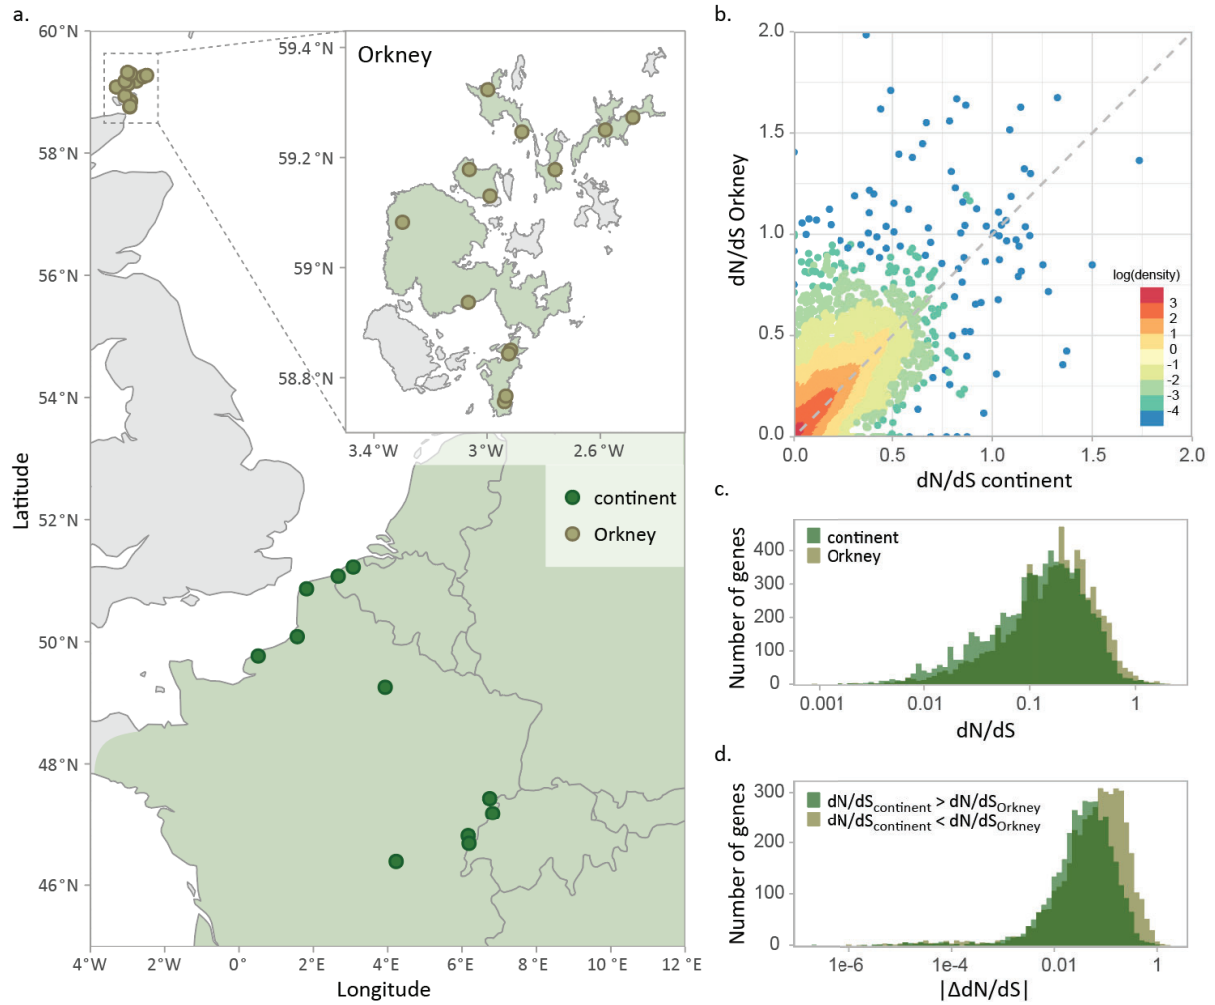 a.
60°N
58°N
56°N
54°N
52°N
50°N
48°N
46°N
Latitude
4°W
2°W
0°
2°E
4°E
6°E
8°E
10°E
12°E
Longitude
Orkney
59.4°N
59.2°N
59°N
58.8°N
3.4°W
3°W
2.6°W
continent
Orkney
b.
2.0
1.5
1.0
0.5
0.0
dN/dS Orkney
0.0
0.5
1.0
1.5
2.0
dN/dS continent
log(density)
3
2
1
0
-1
-2
-3
-4
c.
Number of genes
400
300
200
100
0
continent
Orkney
0.001
0.01
0.1
1
dN/dS
d.
Number of genes
300
200
100
0
dN/dScontinent > dN/dSOrkney
dN/dScontinent < dN/dSOrkney
1e-6
1e-4
0.01
1
|ΔdN/dS|